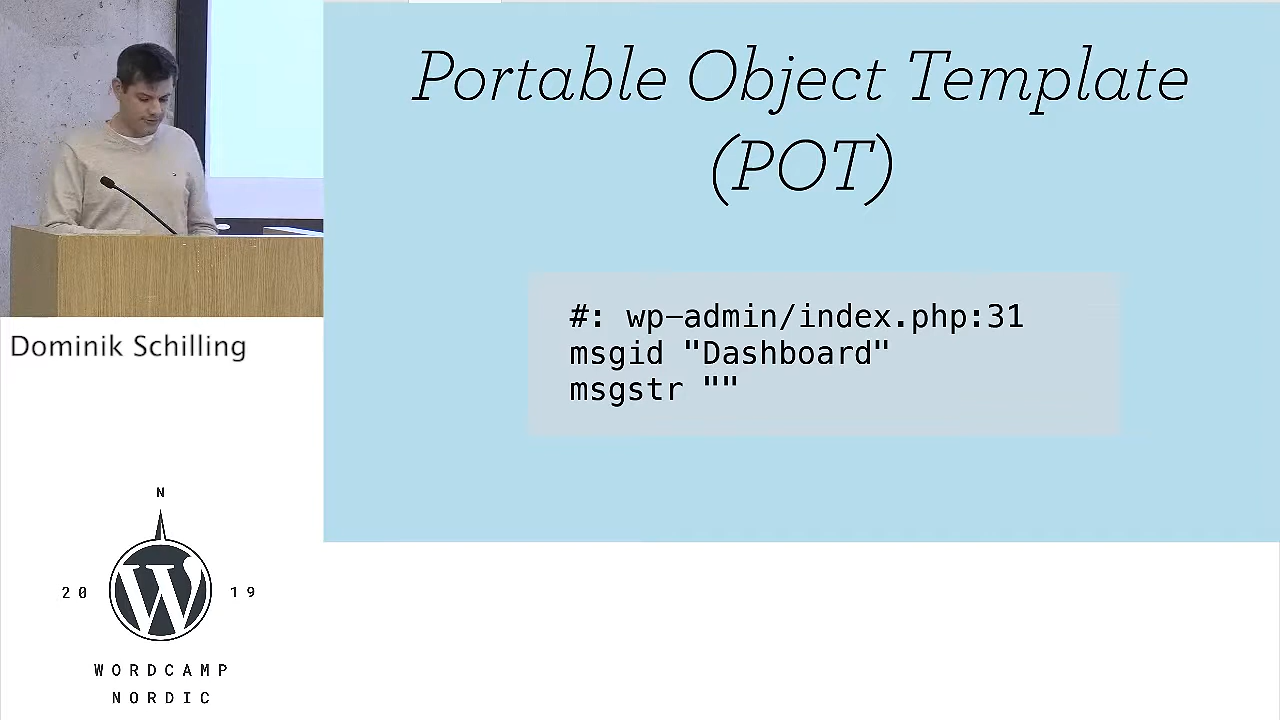 Portable Object Template
(POT)
#: wp-admin/index.php:31
msgid "Dashboard"
msgstr ""
Dominik Schilling
N
20 19
WORDCAMP
NORDIC